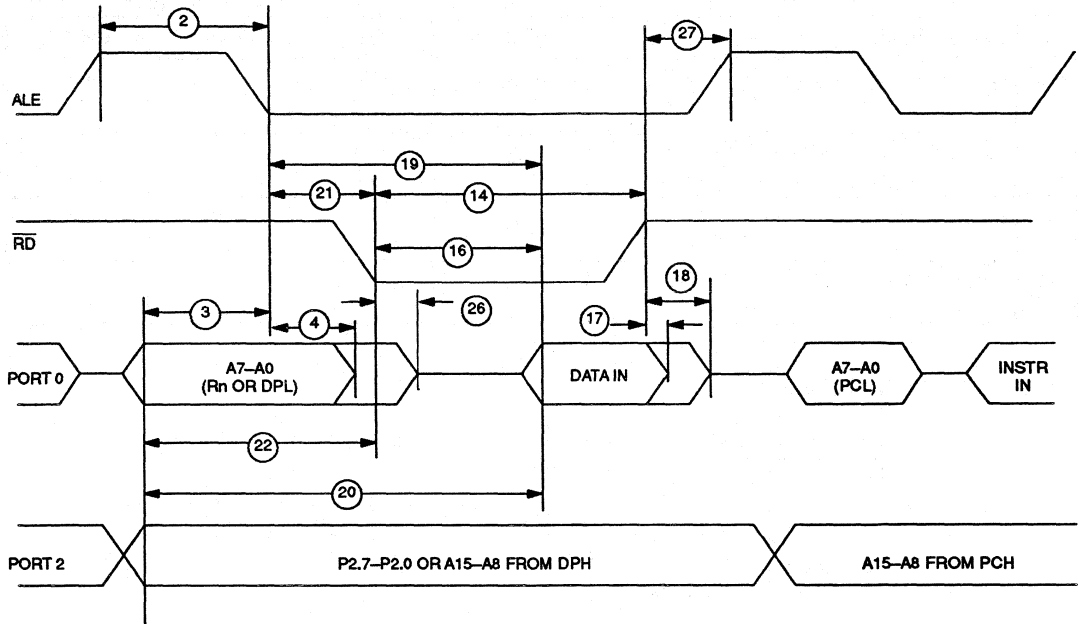 2
27
ALE
19
21
14
RD
16
18
3
4
26
17
PORT 0
A7–A0
(Rn OR DPL)
DATA IN
A7–A0
(PCL)
INSTR
IN
22
20
PORT 2
P2.7–P2.0 OR A15–A8 FROM DPH
A15–A8 FROM PCH